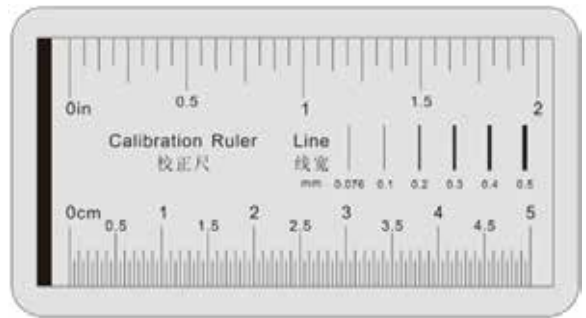 0in 0.5 1 1.5 2
Calibration Ruler Line
校正尺 线宽
mm 0.076 0.1 0.2 0.3 0.4 0.5
0cm 0.5 1 1.5 2 2.5 3 3.5 4 4.5 5